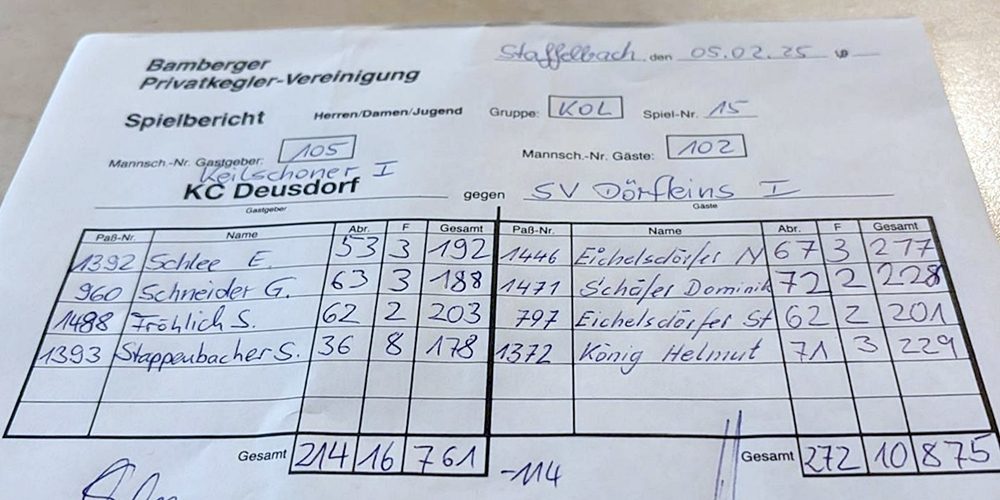 Bamberger
Privatkegler-Vereinigung
Staffelbach, den 05.02.25
Spielbericht Herren/Damen/Jugend Gruppe: KOL Spiel-Nr. 15
Mannsch.-Nr. Gastgeber: 105 Mannsch.-Nr. Gäste: 102
Keilschoner I
KC Deusdorf gegen SV Dörfleins I
Gastgeber Gäste
Paß-Nr. Name Abr. F Gesamt Paß-Nr. Name Abr. F Gesamt
1392 Schlee E. 53 3 192 1446 Eichelsdörfer N 67 3 217
960 Schneider G. 63 3 188 1471 Schäfer Dominik 72 2 228
1488 Fröhlich S. 62 2 203 797 Eichelsdörfer St 62 2 201
1393 Stappenbacher S. 36 8 178 1372 König Helmut 71 3 229
Gesamt 214 16 761 -114 Gesamt 272 10 875